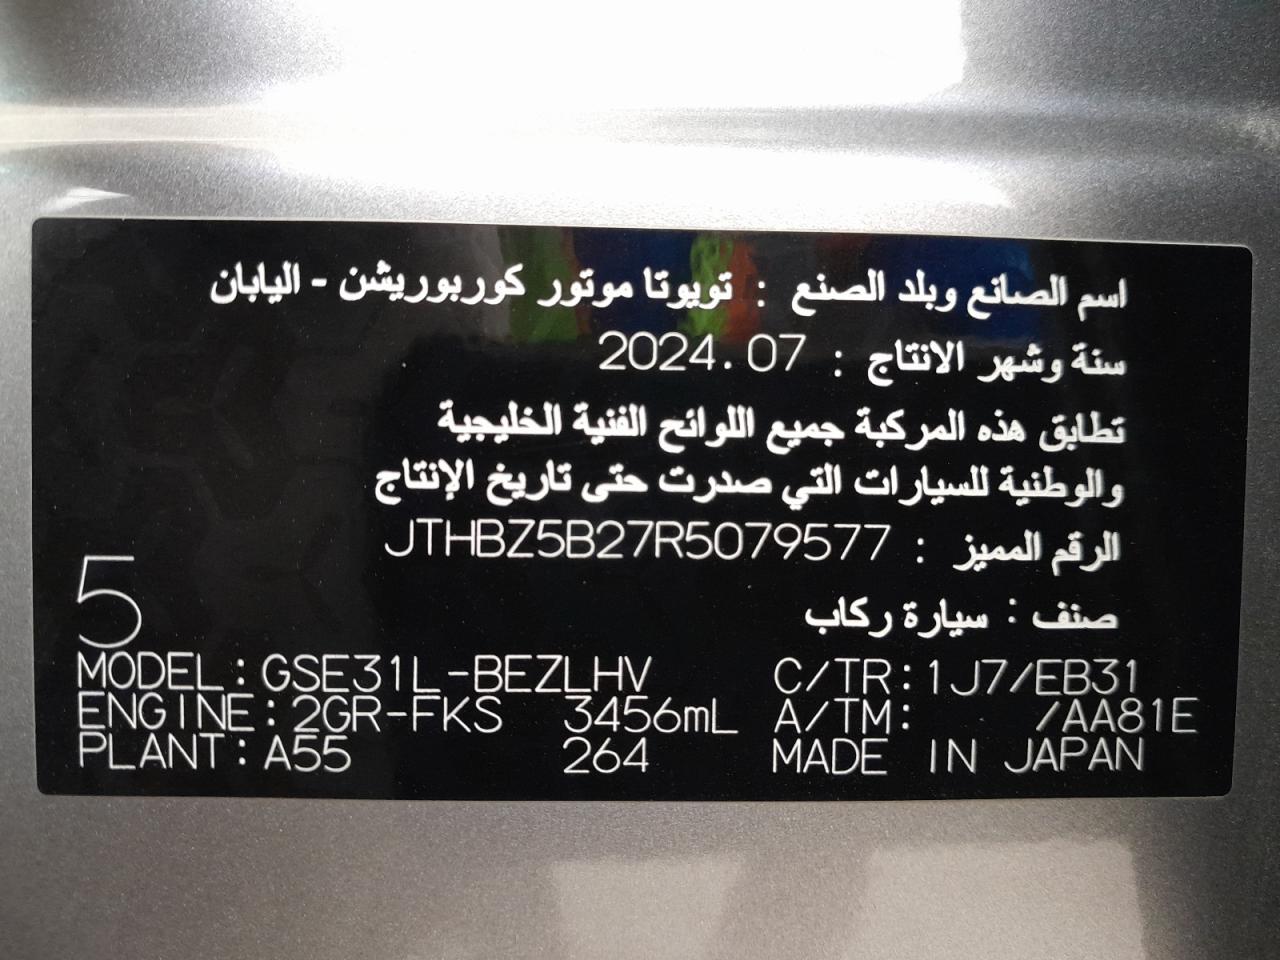 اسم الصانع وبلد الصنع : تويوتا موتور كوربوريشن - اليابان
سنة وشهر الانتاج : 2024.07
تطابق هذه المركبة جميع اللوائح الفنية الخليجية
والوطنية للسيارات التي صدرت حتى تاريخ الإنتاج
الرقم المميز : JTHBZ5B27R5079577
صنف : سيارة ركاب
5
MODEL : GSE31L-BEZLHV C/TR : 1J7/EB31
ENGINE : 2GR-FKS 3456mL A/TM : /AA81E
PLANT : A55 264 MADE IN JAPAN